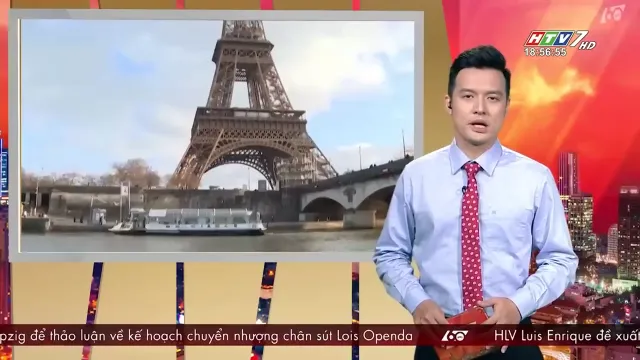 HTV7 HD
18:56:55
pzig để thảo luận về kế hoạch chuyển nhượng chân sút Lois Openda 60 HLV Luis Enrique đề xuất